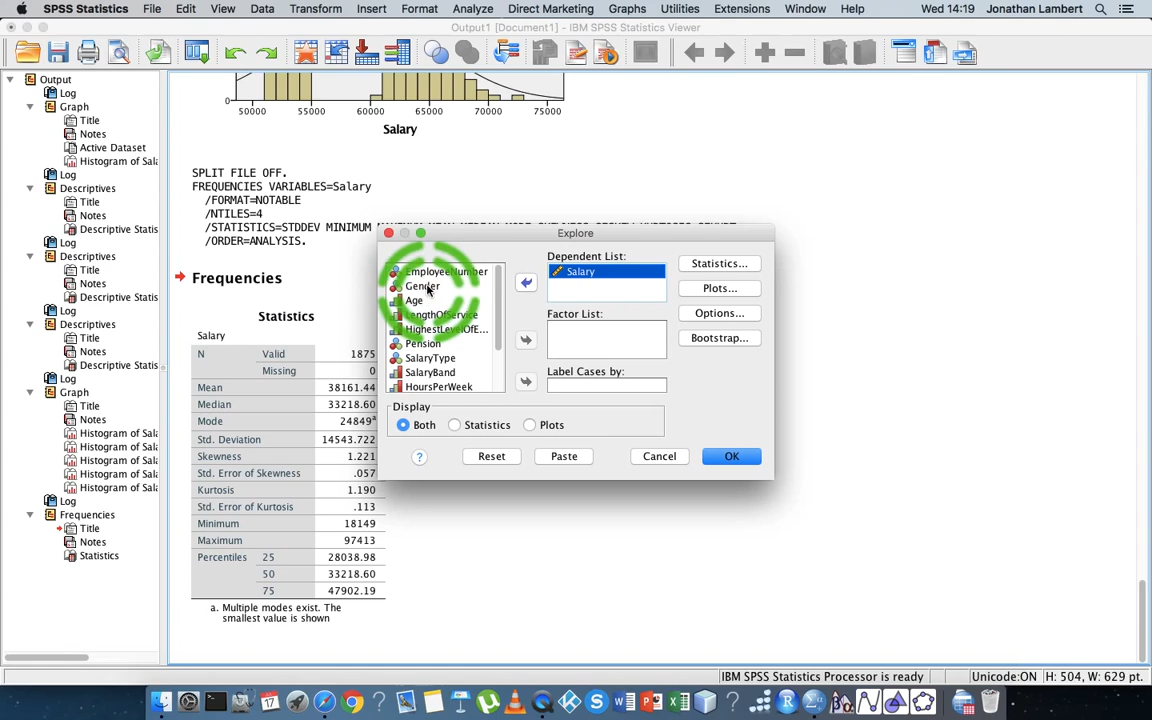 SPSS Statistics File Edit View Data Transform Insert Format Analyze Direct Marketing Graphs Utilities Extensions Window Help Wed 14:19 Jonathan Lambert
Output1 [Document1] - IBM SPSS Statistics Viewer
Output
Log
Graph
Title
Notes
Active Dataset
Histogram of Sala
Log
Descriptives
Title
Notes
Descriptive Statis
Log
Descriptives
Title
Notes
Descriptive Statis
Log
Descriptives
Title
Notes
Descriptive Statis
Log
Graph
Title
Notes
Histogram of Sala
Histogram of Sala
Histogram of Sala
Histogram of Sala
Histogram of Sala
Log
Frequencies
Title
Notes
Statistics
0
50000 55000 60000 65000 70000 75000
Salary
SPLIT FILE OFF.
FREQUENCIES VARIABLES=Salary
/FORMAT=NOTABLE
/NTILES=4
/STATISTICS=STDDEV MINIMUM
/ORDER=ANALYSIS.
Frequencies
Statistics
Salary
N Valid 1875
Missing 0
Mean 38161.44
Median 33218.60
Mode 24849a
Std. Deviation 14543.722
Skewness 1.221
Std. Error of Skewness .057
Kurtosis 1.190
Std. Error of Kurtosis .113
Minimum 18149
Maximum 97413
Percentiles 25 28038.98
50 33218.60
75 47902.19
a. Multiple modes exist. The
smallest value is shown
Explore
EmployeeNumber
Gender
Age
LengthOfService
HighestLevelOfE...
Pension
SalaryType
SalaryBand
HoursPerWeek
Dependent List:
Salary
Factor List:
Label Cases by:
Statistics...
Plots...
Options...
Bootstrap...
Display
Both Statistics Plots
? Reset Paste Cancel OK
IBM SPSS Statistics Processor is ready Unicode:ON H: 504, W: 629 pt.